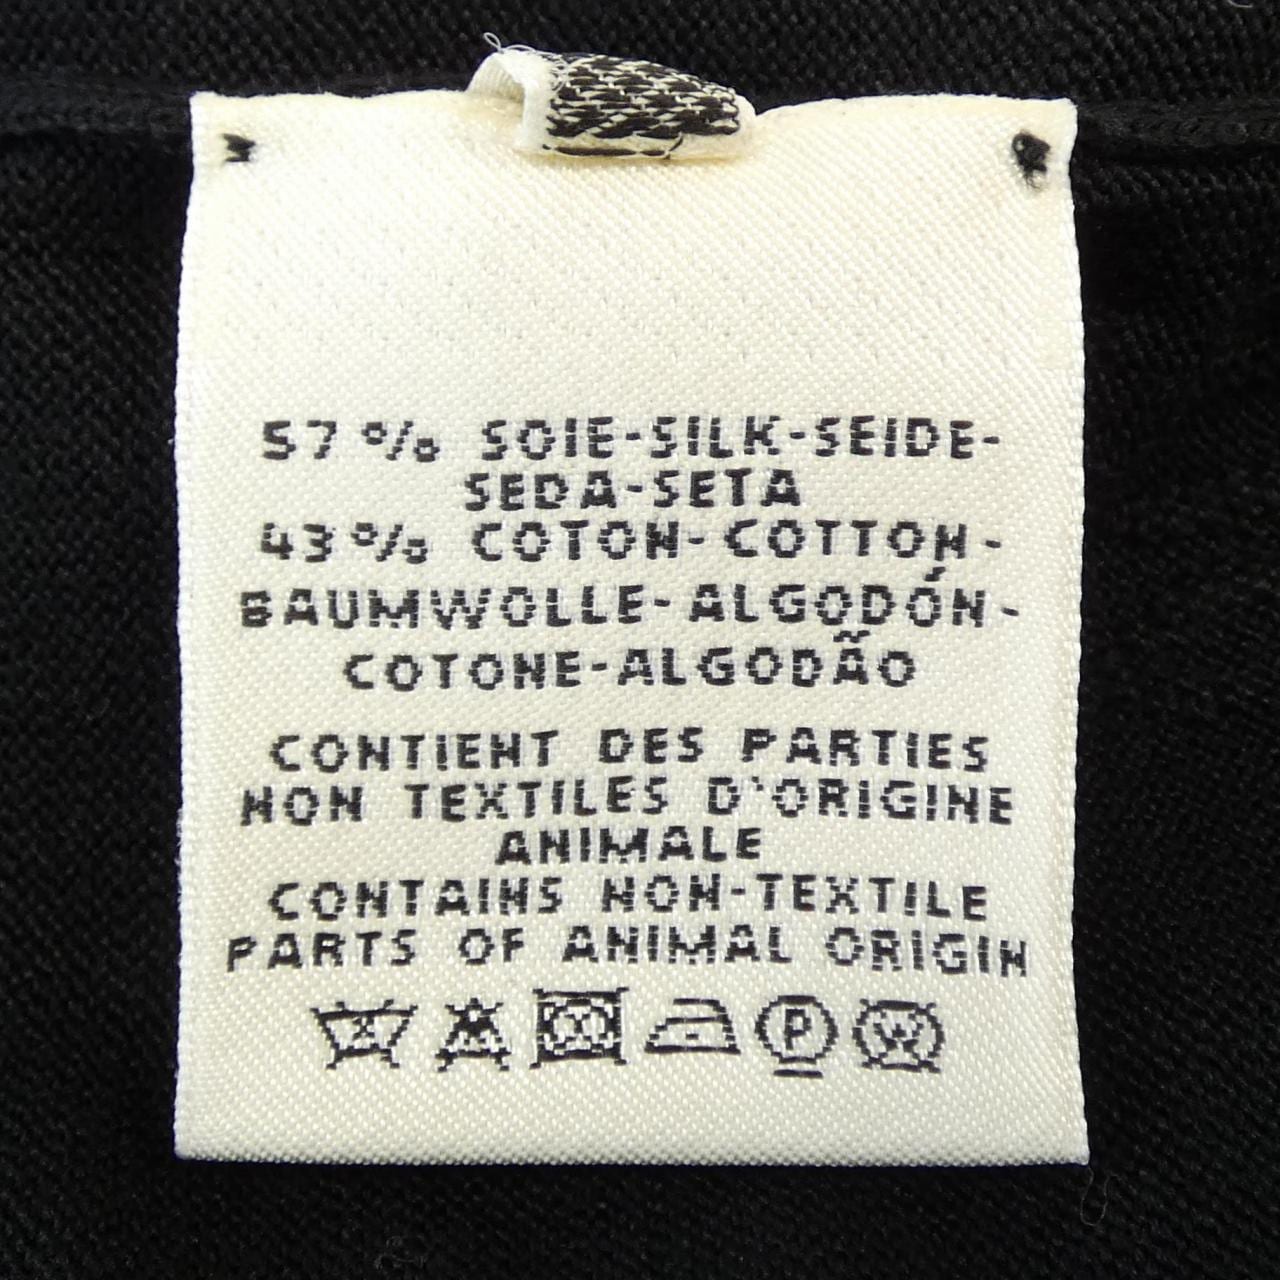 57% SOIE-SILK-SEIDE-
SEDA-SETA
43% COTON-COTTON-
BAUMWOLLE-ALGODÓN-
COTONE-ALGODÃO
CONTIENT DES PARTIES
NON TEXTILES D'ORIGINE
ANIMALE
CONTAINS NON-TEXTILE
PARTS OF ANIMAL ORIGIN
P W